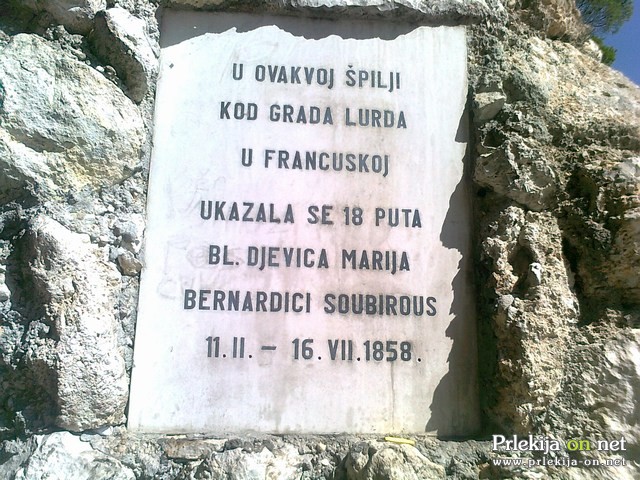 U OVAKVOJ ŠPILJI
KOD GRADA LURDA
U FRANCUSKOJ
UKAZALA SE 18 PUTA
BL. DJEVICA MARIJA
BERNARDICI SOUBIROUS
11. II. – 16. VII. 1858.
Prlekija-on.net
www.prlekija-on.net